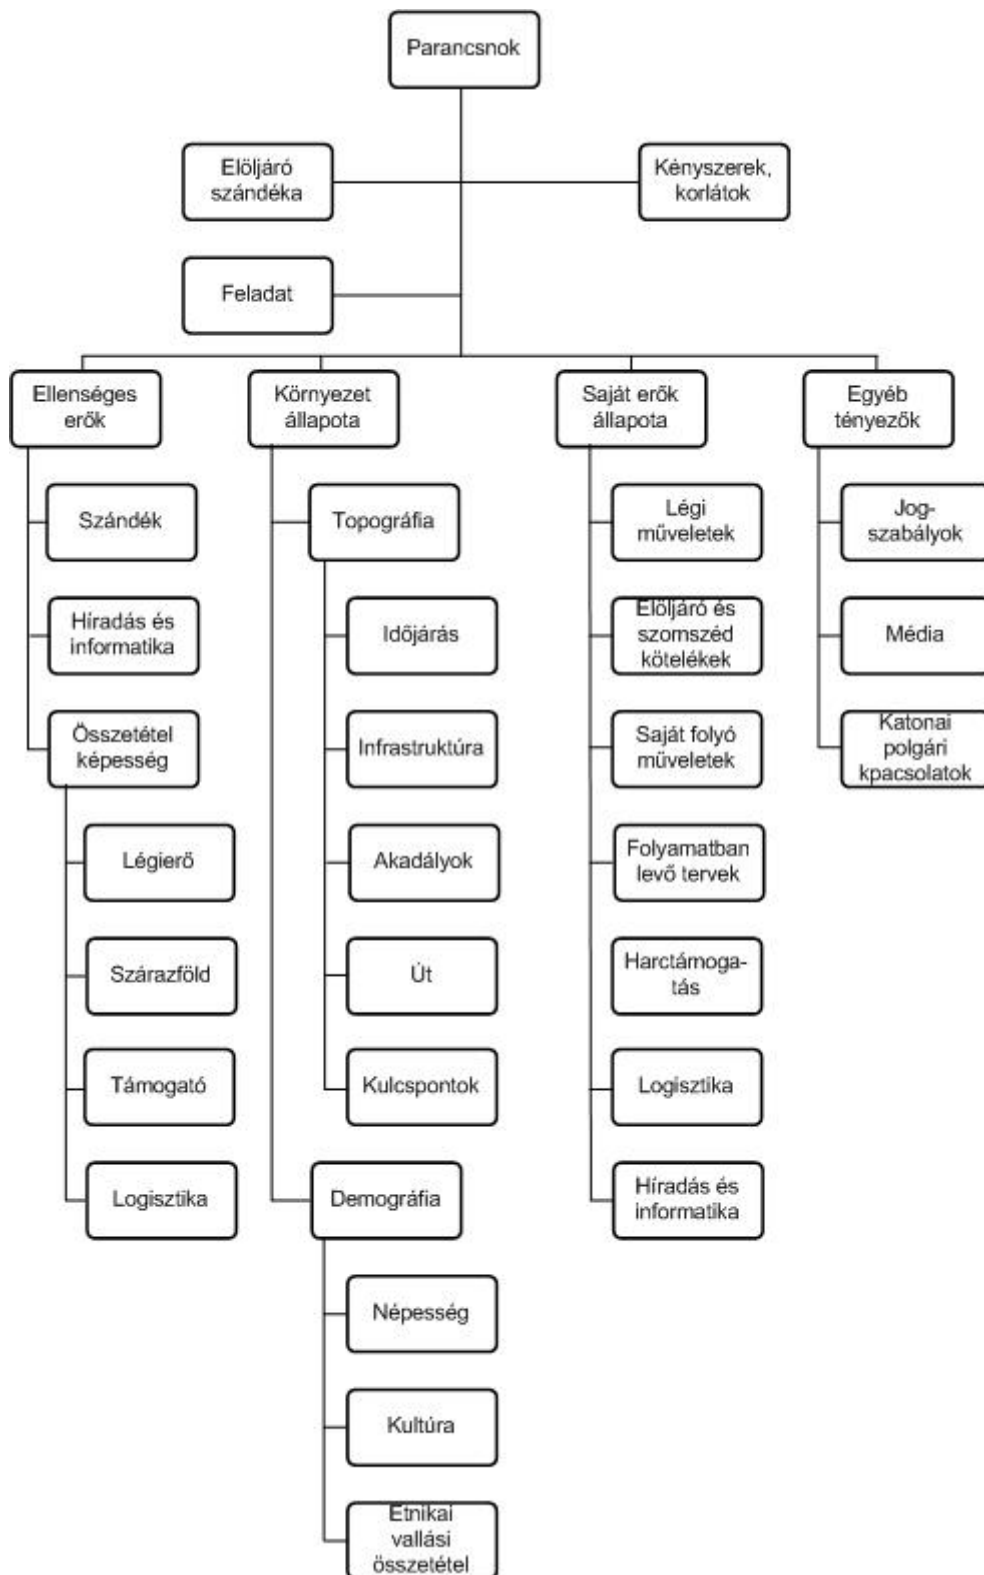 Parancsnok
Elöljáró
szándéka
Kényszerek,
korlátok
Feladat
Ellenséges
erők
Szándék
Híradás és
informatika
Összetétel
képesség
Légierő
Szárazföld
Támogató
Logisztika
Környezet
állapota
Topográfia
Időjárás
Infrastruktúra
Akadályok
Út
Kulcspontok
Demográfia
Népesség
Kultúra
Etnikai
vallási
összetétel
Saját erők
állapota
Légi
műveletek
Elöljáró és
szomszéd
kötelékek
Saját folyó
műveletek
Folyamatban
levő tervek
Harctámoga-
tás
Logisztika
Híradás és
informatika
Egyéb
tényezők
Jog-
szabályok
Média
Katonai
polgári
kpacsolatok